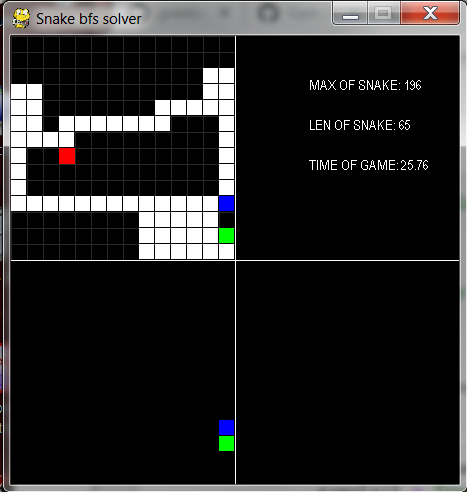 Snake bfs solver
MAX OF SNAKE: 196
LEN OF SNAKE: 65
TIME OF GAME: 25.76